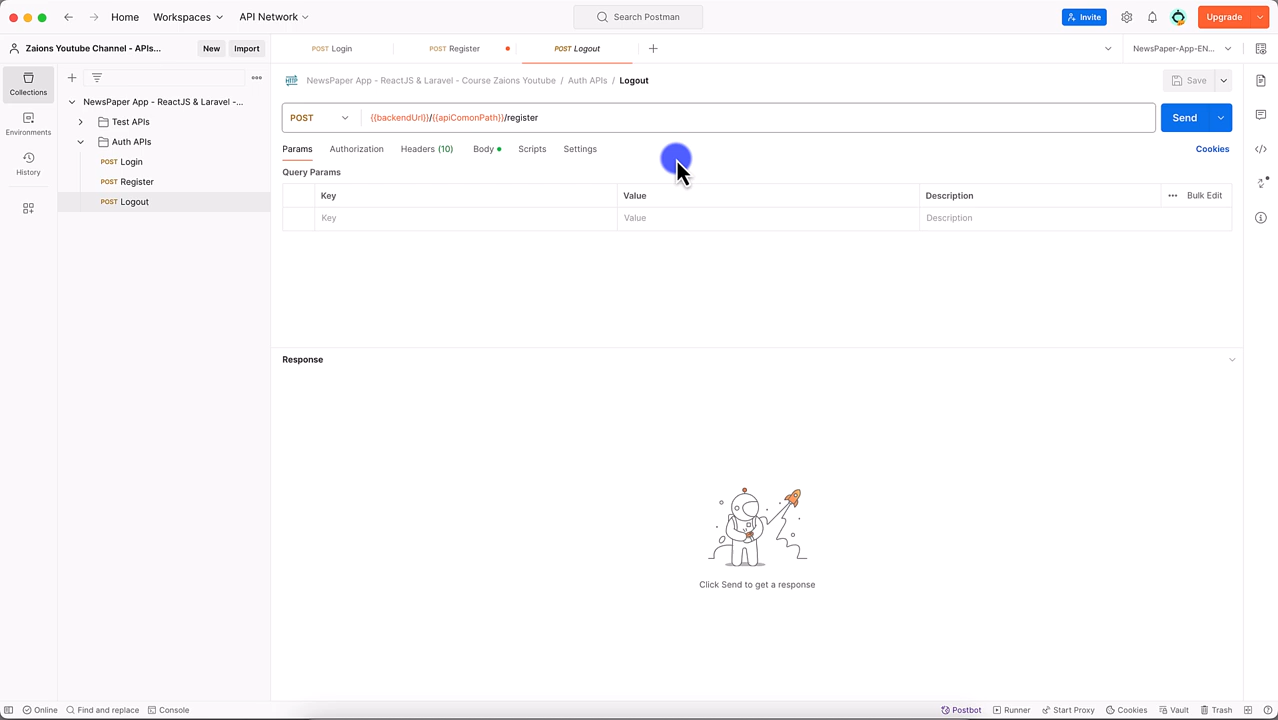 Home Workspaces API Network Search Postman Invite Upgrade
Zaions Youtube Channel - APIs... New Import POST Login POST Register POST Logout NewsPaper-App-EN...
Collections
Environments
History
NewsPaper App - ReactJS & Laravel -...
Test APIs
Auth APIs
POST Login
POST Register
POST Logout
HTTP NewsPaper App - ReactJS & Laravel - Course Zaions Youtube / Auth APIs / Logout Save
POST {{backendUrl}}/{{apiComonPath}}/register Send
Params Authorization Headers (10) Body Scripts Settings Cookies
Query Params
Key Value Description Bulk Edit
Key Value Description
Response
Click Send to get a response
Online Find and replace Console Postbot Runner Start Proxy Cookies Vault Trash